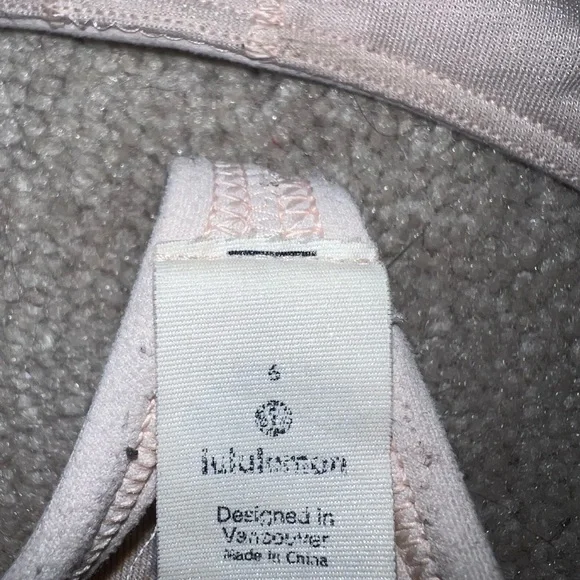 6
lululemon
Designed in
Vancouver
Made in China